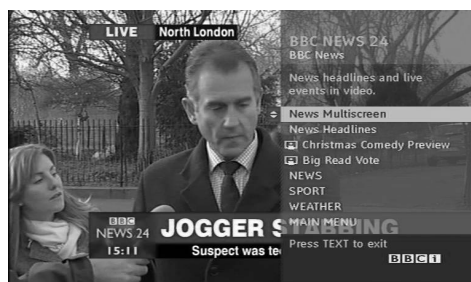 LIVE North London
BBC NEWS 24
BBC News
News headlines and live
events in video.
News Multiscreen
News Headlines
Christmas Comedy Preview
Big Read Vote
NEWS
SPORT
WEATHER
MAIN MENU
Press TEXT to exit
BBCi
BBC
NEWS 24
15:11
JOGGER STABBING
Suspect was